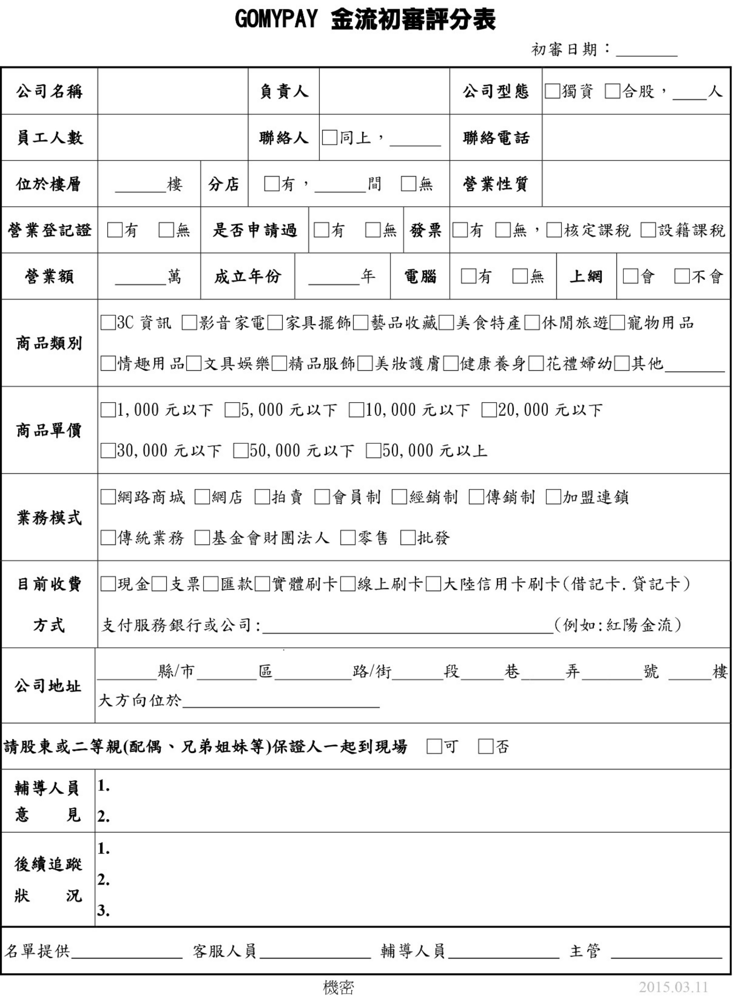 GOMYPAY 金流初審評分表
初審日期：_______
公司名稱 負責人 公司型態 □獨資 □合股，____人
員工人數 聯絡人 □同上，______ 聯絡電話
位於樓層 ______樓 分店 □有，______間 □無 營業性質
營業登記證 □有 □無 是否申請過 □有 □無 發票 □有 □無，□核定課稅 □設籍課稅
營業額 ______萬 成立年份 ______年 電腦 □有 □無 上網 □會 □不會
商品類別
□3C 資訊 □影音家電□家具擺飾□藝品收藏□美食特產□休閒旅遊□寵物用品
□情趣用品□文具娛樂□精品服飾□美妝護膚□健康養身□花禮婦幼□其他_______
商品單價
□1,000 元以下 □5,000 元以下 □10,000 元以下 □20,000 元以下
□30,000 元以下 □50,000 元以下 □50,000 元以上
業務模式
□網路商城 □網店 □拍賣 □會員制 □經銷制 □傳銷制 □加盟連鎖
□傳統業務 □基金會財團法人 □零售 □批發
目前收費 □現金□支票□匯款□實體刷卡□線上刷卡□大陸信用卡刷卡(借記卡.貸記卡)
方式 支付服務銀行或公司:__________________________________(例如:紅陽金流)
公司地址
_______縣/市_______區_________路/街______段_____巷_____弄_______號 _____樓
大方向位於_______________________
請股東或二等親(配偶、兄弟姐妹等)保證人一起到現場 □可 □否
輔導人員 1.
意 見 2.
後續追蹤
狀 況
1.
2.
3.
名單提供_____________ 客服人員_____________ 輔導人員_____________ 主管 _____________
機密 2015.03.11